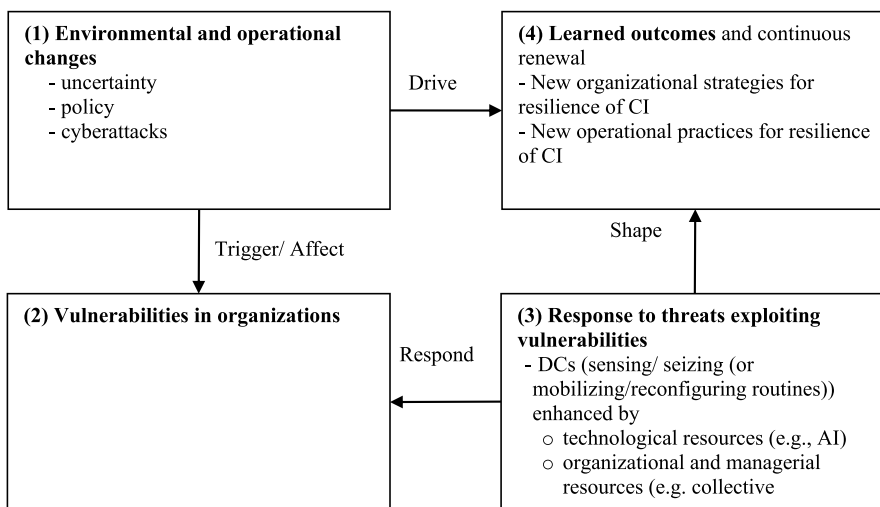 (1) Environmental and operational
changes
- uncertainty
- policy
- cyberattacks
Drive
(4) Learned outcomes and continuous
renewal
- New organizational strategies for
resilience of CI
- New operational practices for resilience
of CI
Trigger/ Affect
Shape
(2) Vulnerabilities in organizations
Respond
(3) Response to threats exploiting
vulnerabilities
- DCs (sensing/ seizing (or
mobilizing/reconfiguring routines))
enhanced by
o technological resources (e.g., AI)
o organizational and managerial
resources (e.g. collective